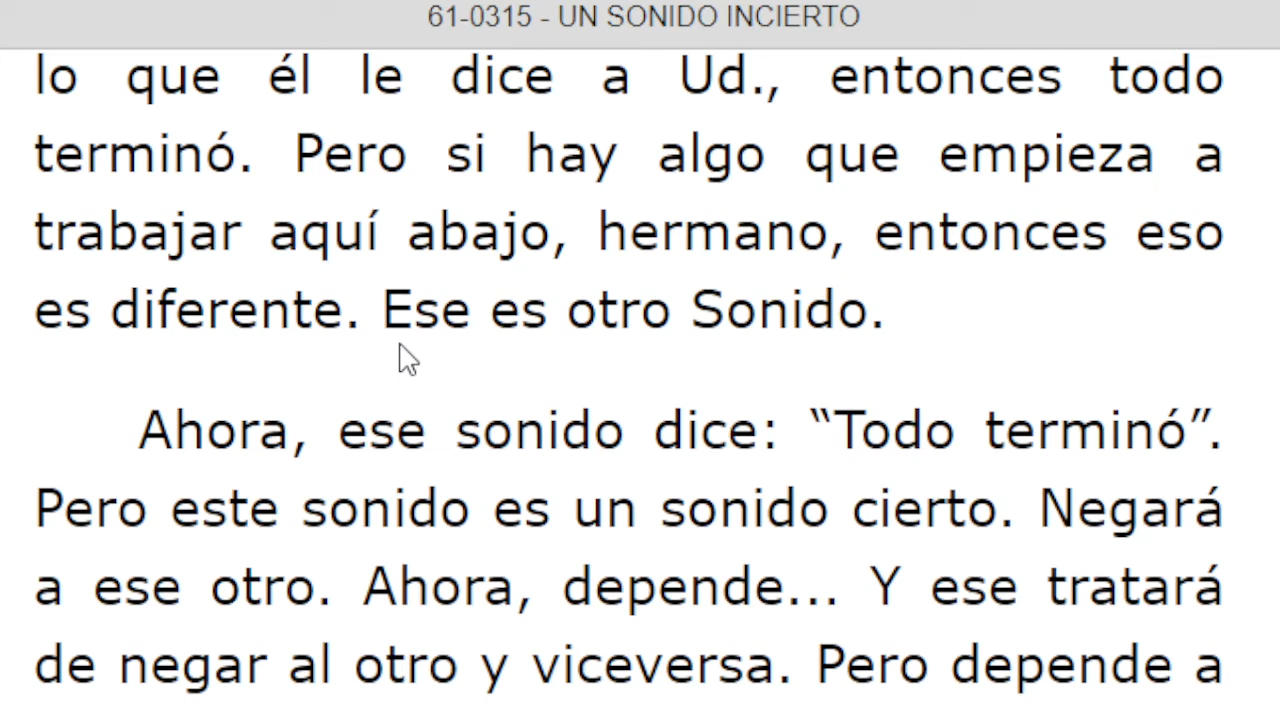 61-0315 - UN SONIDO INCIERTO
lo que él le dice a Ud., entonces todo
terminó. Pero si hay algo que empieza a
trabajar aquí abajo, hermano, entonces eso
es diferente. Ese es otro Sonido.
Ahora, ese sonido dice: “Todo terminó”.
Pero este sonido es un sonido cierto. Negará
a ese otro. Ahora, depende... Y ese tratará
de negar al otro y viceversa. Pero depende a